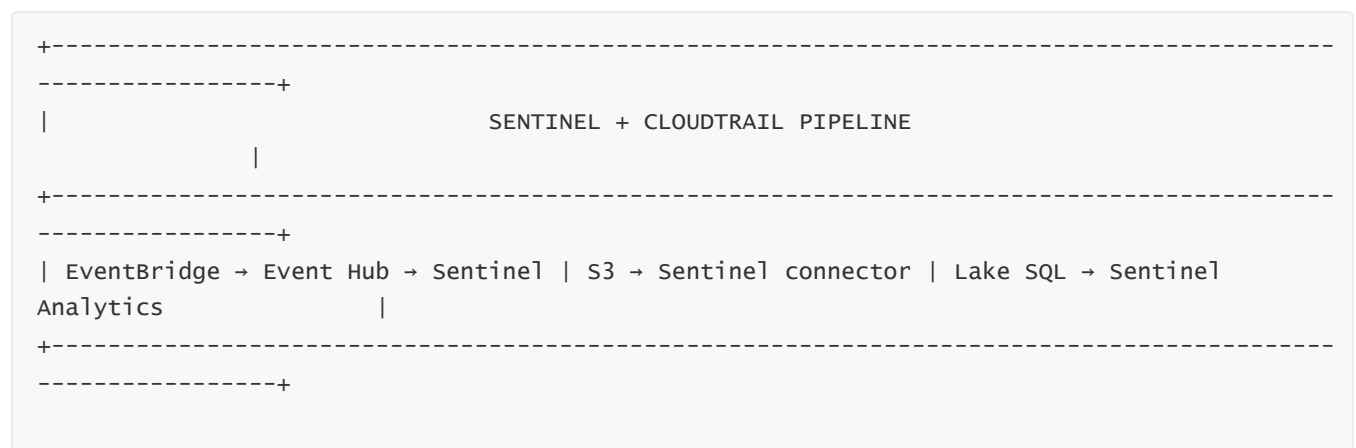 +-------------------------------------------------------------------------------------------
-----------------+
|                               SENTINEL + CLOUDTRAIL PIPELINE
               |
+-------------------------------------------------------------------------------------------
-----------------+
| EventBridge → Event Hub → Sentinel | S3 → Sentinel connector | Lake SQL → Sentinel
Analytics               |
+-------------------------------------------------------------------------------------------
-----------------+